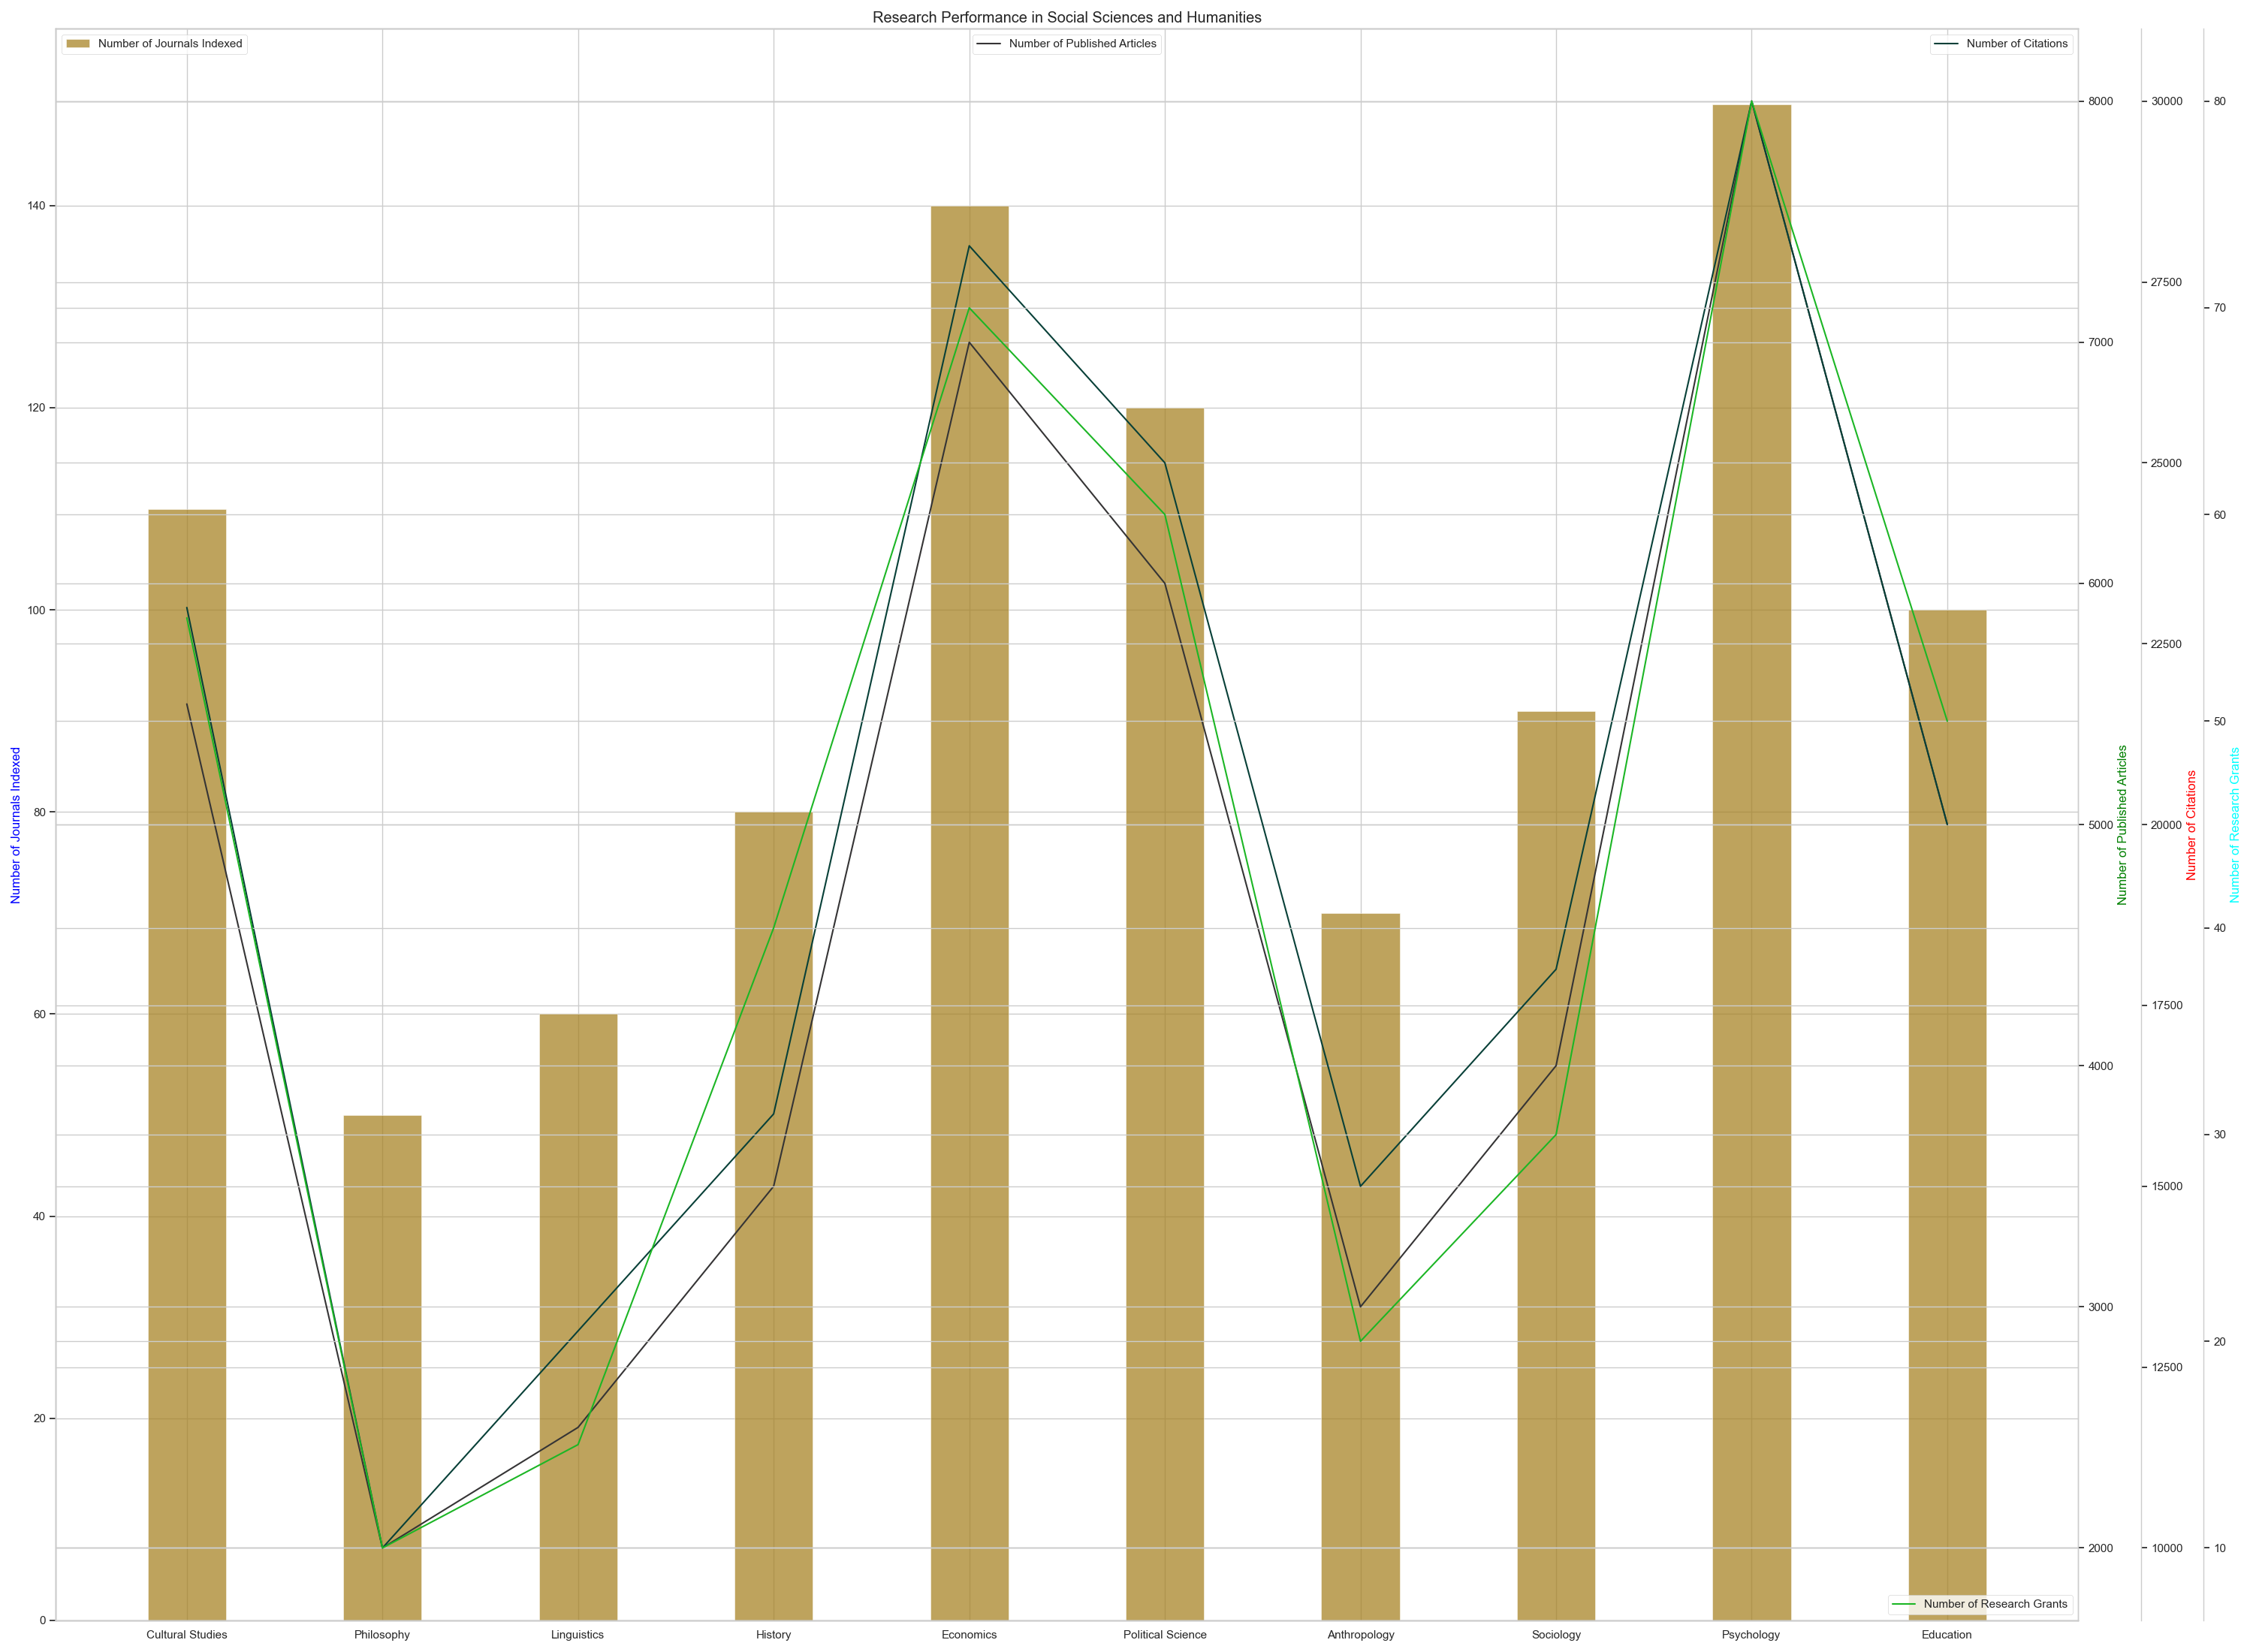 Research Performance in Social Sciences and Humanities
Number of Journals Indexed
Number of Published Articles
Number of Citations
Number of Research Grants
Number of Journals Indexed
140
120
100
80
60
40
20
0
8000
7000
6000
5000
4000
3000
2000
Number of Published Articles
30000
27500
25000
22500
20000
17500
15000
12500
10000
Number of Citations
80
70
60
50
40
30
20
10
Number of Research Grants
Cultural Studies
Philosophy
Linguistics
History
Economics
Political Science
Anthropology
Sociology
Psychology
Education